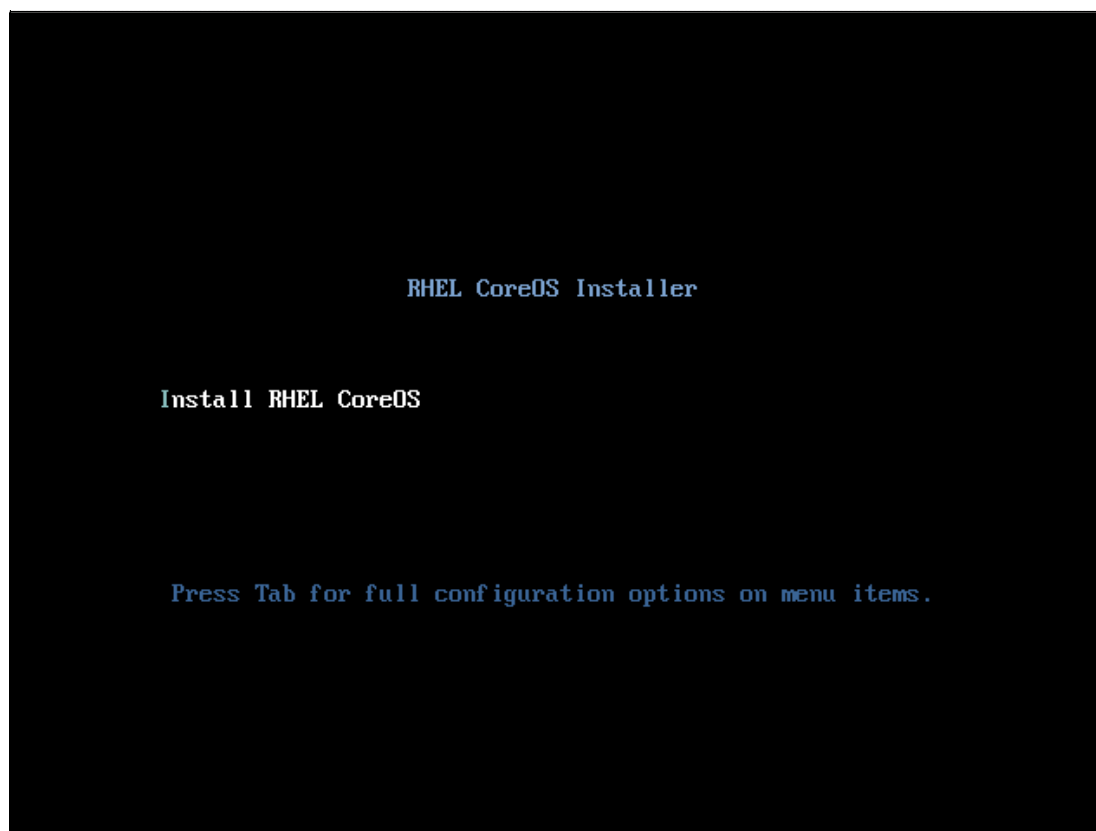 RHEL CoreOS Installer
Install RHEL CoreOS
Press Tab for full configuration options on menu items.